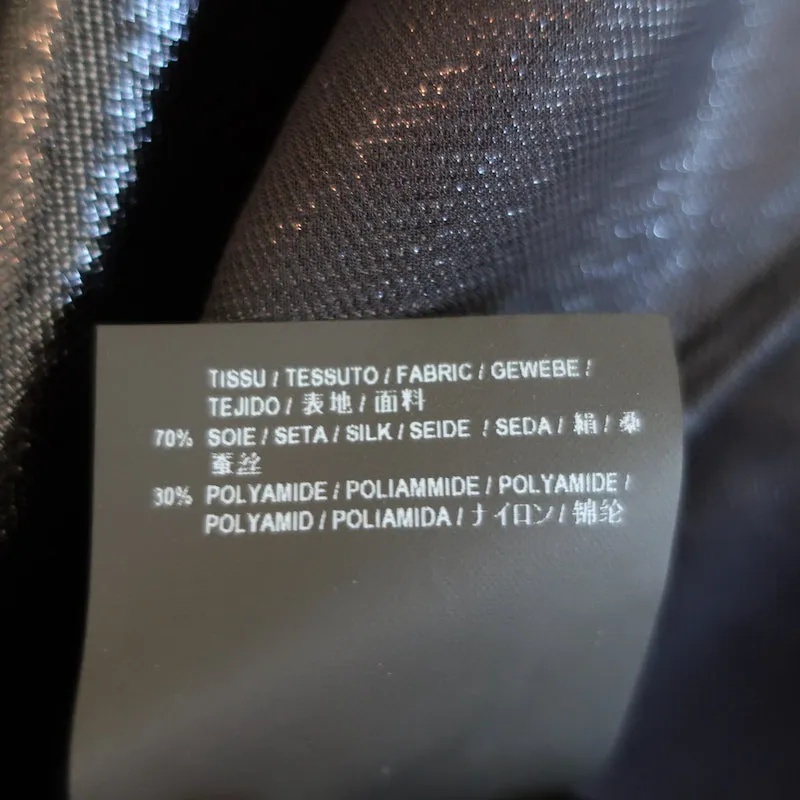 TISSU / TESSUTO / FABRIC / GEWEBE /
TEJIDO / 表地 / 面料
70% SOIE / SETA / SILK / SEIDE / SEDA / 絹 / 桑
蚕丝
30% POLYAMIDE / POLIAMMIDE / POLYAMIDE /
POLYAMID / POLIAMIDA / ナイロン / 锦纶